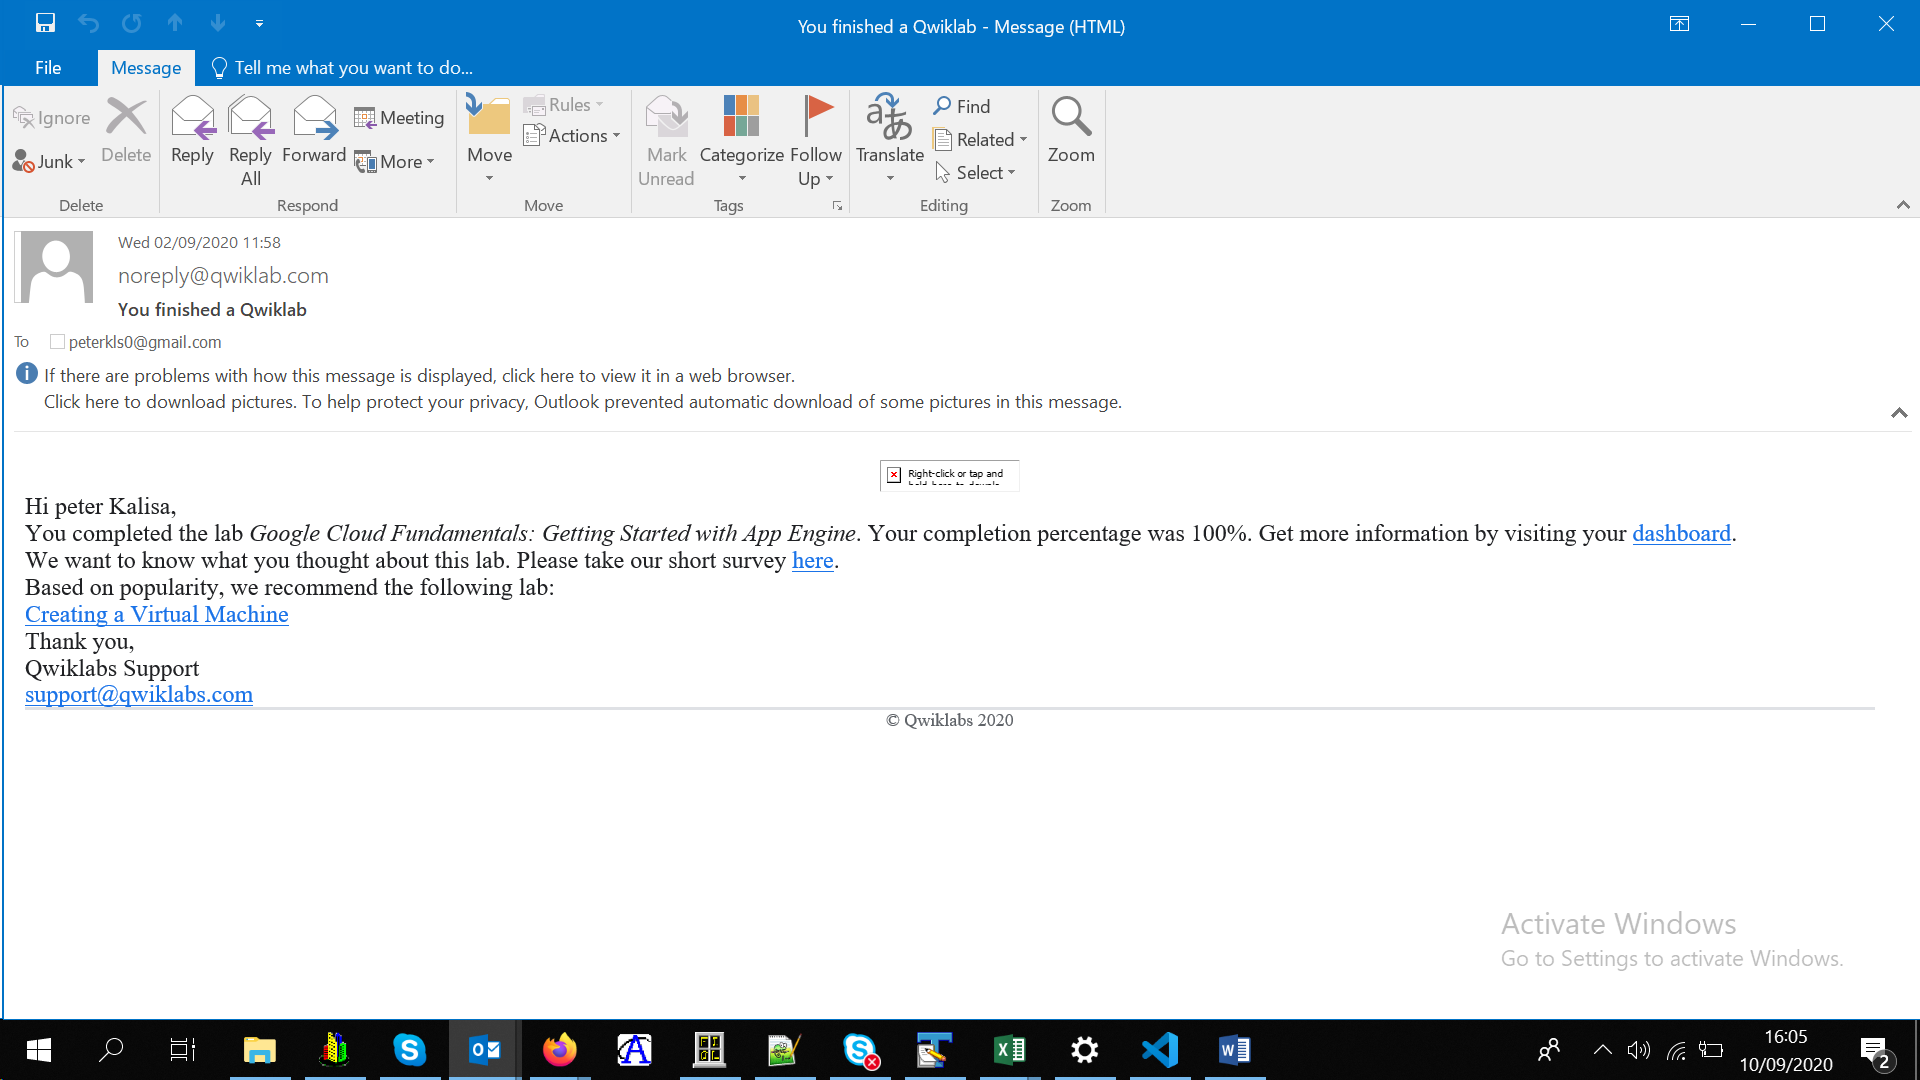 You finished a Qwiklab - Message (HTML)
File Message Tell me what you want to do...
Ignore
Junk
Delete
Delete
Reply
Reply All
Forward
Meeting
More
Respond
Move
Rules
Actions
Move
Mark Unread
Categorize
Follow Up
Tags
Translate
Find
Related
Select
Editing
Zoom
Zoom
Wed 02/09/2020 11:58
noreply@qwiklab.com
You finished a Qwiklab
To peterkls0@gmail.com
If there are problems with how this message is displayed, click here to view it in a web browser.
Click here to download pictures. To help protect your privacy, Outlook prevented automatic download of some pictures in this message.
Right-click or tap and
Hi peter Kalisa,
You completed the lab Google Cloud Fundamentals: Getting Started with App Engine. Your completion percentage was 100%. Get more information by visiting your dashboard.
We want to know what you thought about this lab. Please take our short survey here.
Based on popularity, we recommend the following lab:
Creating a Virtual Machine
Thank you,
Qwiklabs Support
support@qwiklabs.com
© Qwiklabs 2020
Activate Windows
Go to Settings to activate Windows.
16:05
10/09/2020
2